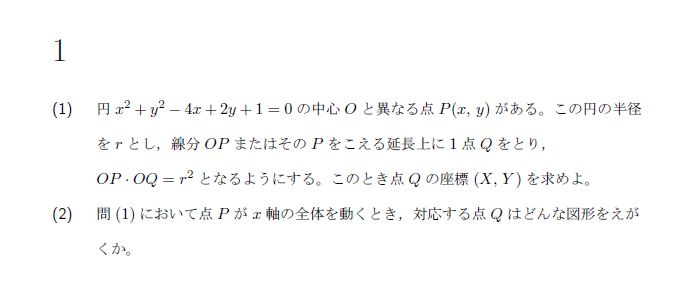 1
(1) 円 x² + y² − 4x + 2y + 1 = 0 の中心 O と異なる点 P(x, y) がある。この円の半径
を r とし，線分 OP またはその P をこえる延長上に 1 点 Q をとり，
OP · OQ = r² となるようにする。このとき点 Q の座標 (X, Y) を求めよ。
(2) 問 (1) において点 P が x 軸の全体を動くとき，対応する点 Q はどんな図形をえが
くか。